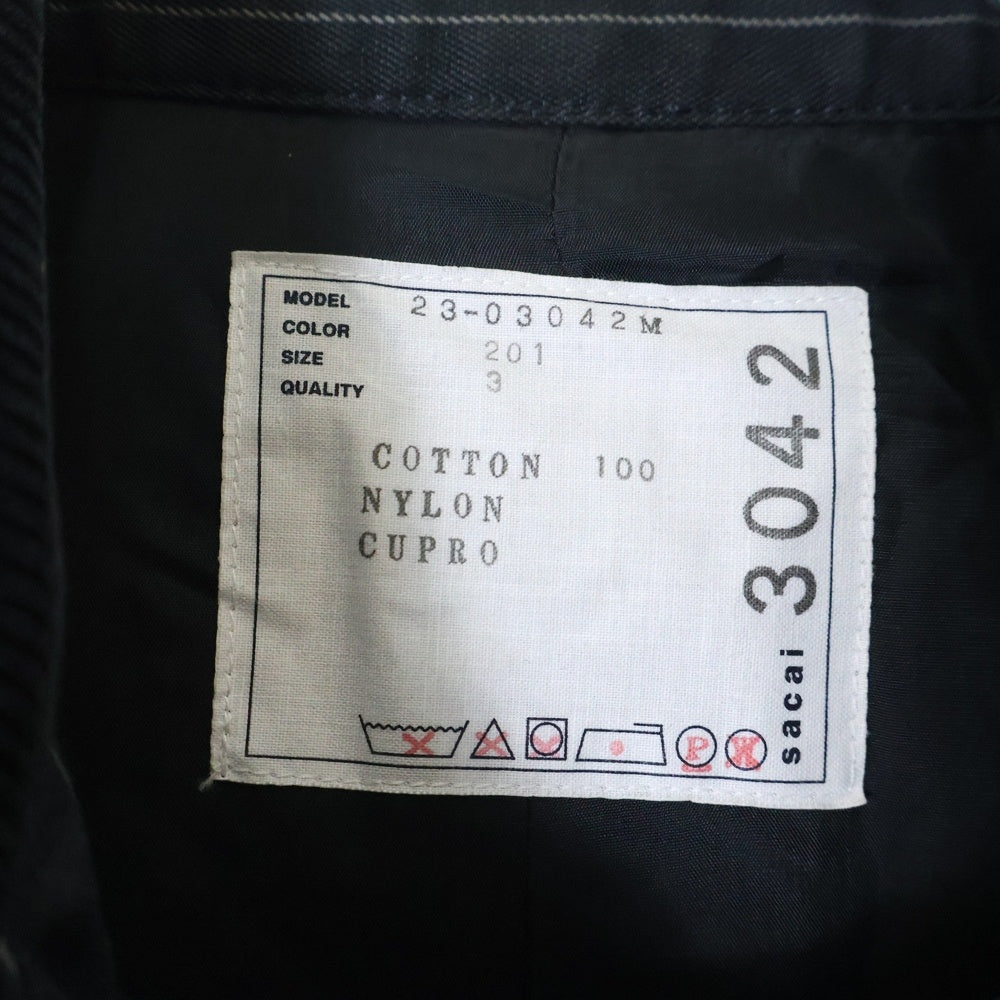 MODEL 23-03042M
COLOR 201
SIZE 3
QUALITY
COTTON 100
NYLON
CUPRO
P W
sacai 3042